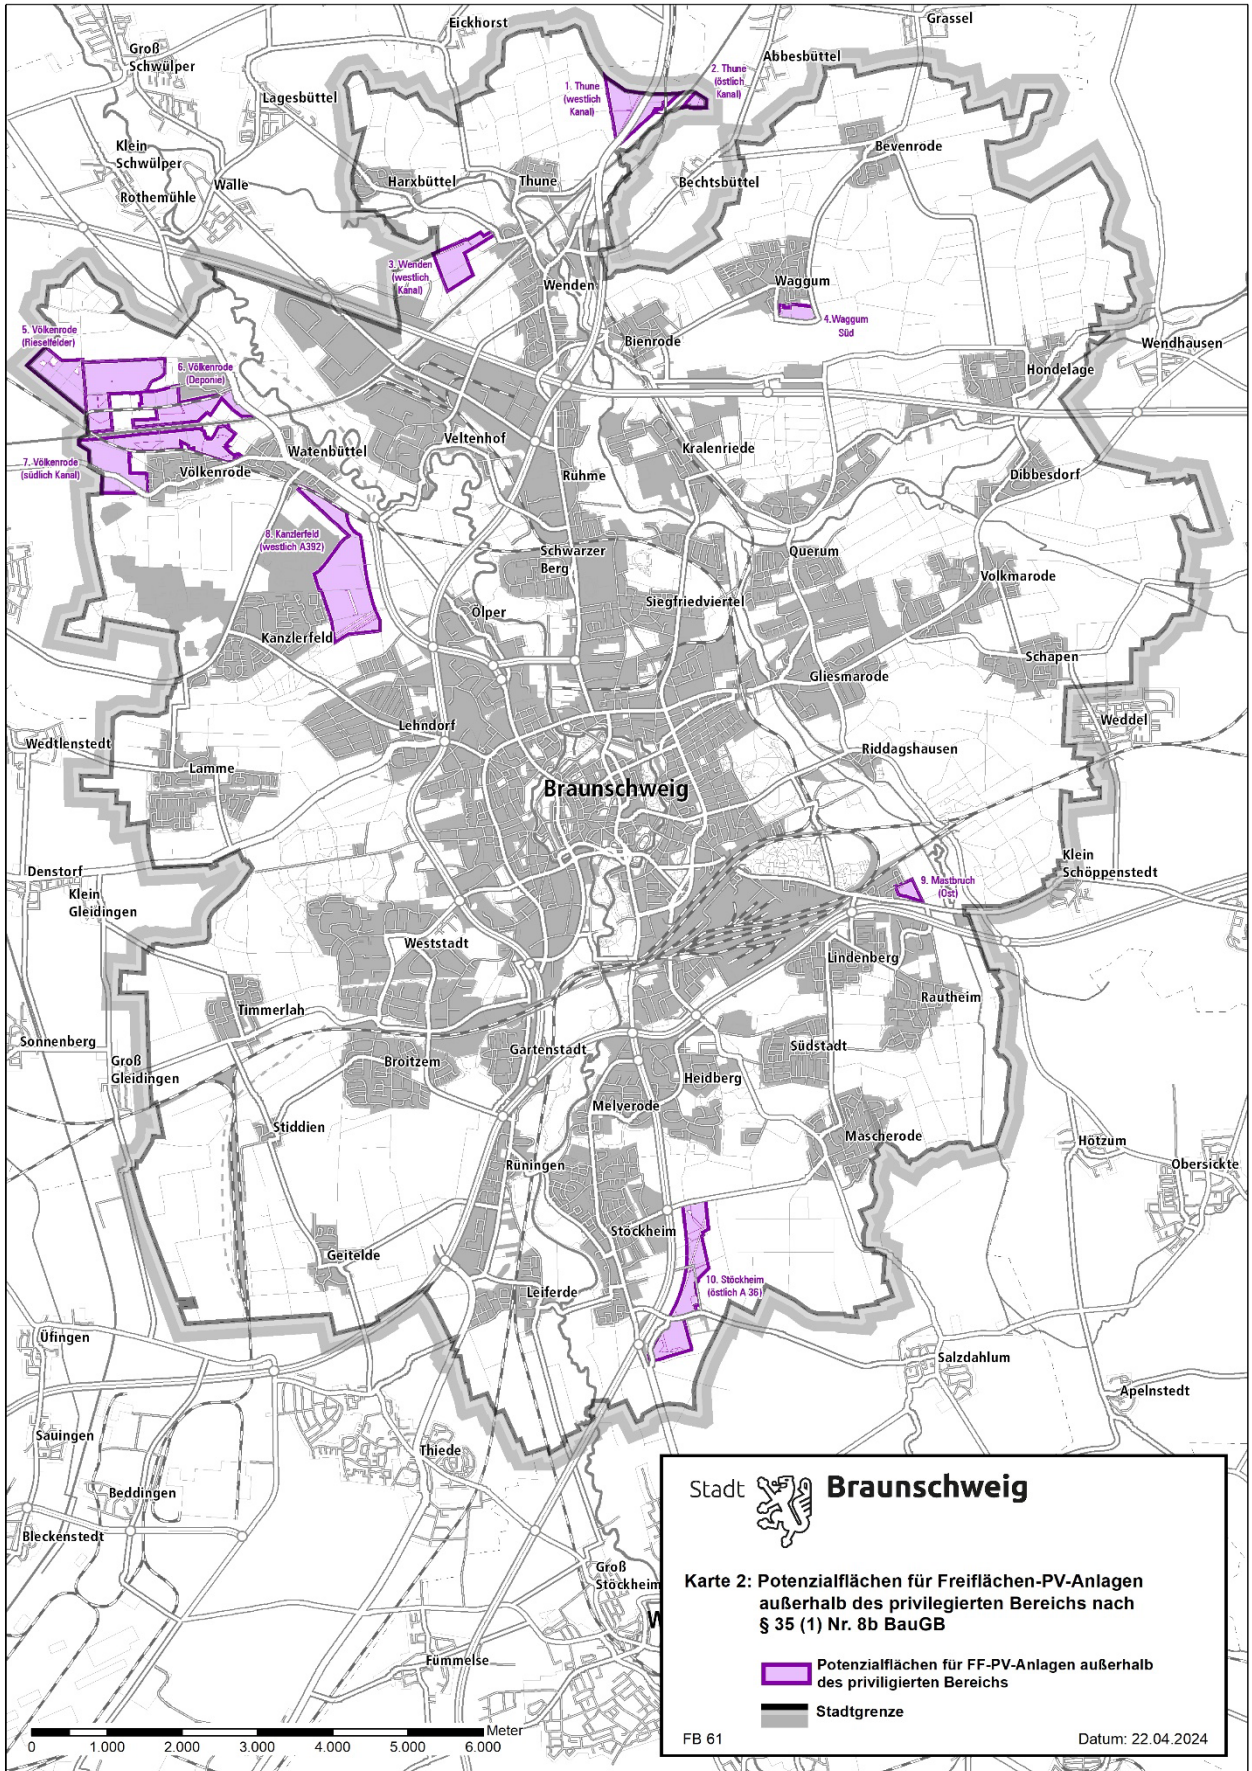 Eickhorst
Grassel
Groß
Schwülper
Abbesbüttel
2. Thune
(östlich
Kanal)
1. Thune
(westlich
Kanal)
Lagesbüttel
Klein
Schwülper
Bevenrode
Harxbüttel
Thune
Bechtsbüttel
Walle
Rothemühle
3. Wenden
(westlich
Kanal)
Wenden
Waggum
4.Waggum
Süd
5. Völkenrode
(Rieselfelder)
Bienrode
Wendhausen
6. Völkenrode
(Deponie)
Hondelage
Veltenhof
Watenbüttel
Kralenriede
7. Völkenrode
(südlich Kanal)
Völkenrode
Rühme
Dibbesdorf
8. Kanzlerfeld
(westlich A392)
Schwarzer
Berg
Querum
Volkmarode
Siegfriedviertel
Ölper
Kanzlerfeld
Schapen
Gliesmarode
Lehndorf
Weddel
Wedtlenstedt
Riddagshausen
Lamme
Braunschweig
Denstorf
Klein
Gleidingen
Klein
Schöppenstedt
9. Mastbruch
(Ost)
Weststadt
Lindenberg
Timmerlah
Rautheim
Sonnenberg
Groß
Gleidingen
Broitzem
Gartenstadt
Südstadt
Heidberg
Melverode
Stiddien
Mascherode
Hötzum
Rüningen
Obersickte
Stöckheim
Geitelde
10. Stöckheim
(östlich A 36)
Leiferde
Üfingen
Salzdahlum
Apelnstedt
Sauingen
Thiede
Beddingen
Bleckenstedt
Groß
Stöckheim
W
Fümmelse
Stadt Braunschweig
Karte 2: Potenzialflächen für Freiflächen-PV-Anlagen
außerhalb des privilegierten Bereichs nach
§ 35 (1) Nr. 8b BauGB
Potenzialflächen für FF-PV-Anlagen außerhalb
des priviligierten Bereichs
Stadtgrenze
FB 61 Datum: 22.04.2024
Meter
0 1.000 2.000 3.000 4.000 5.000 6.000